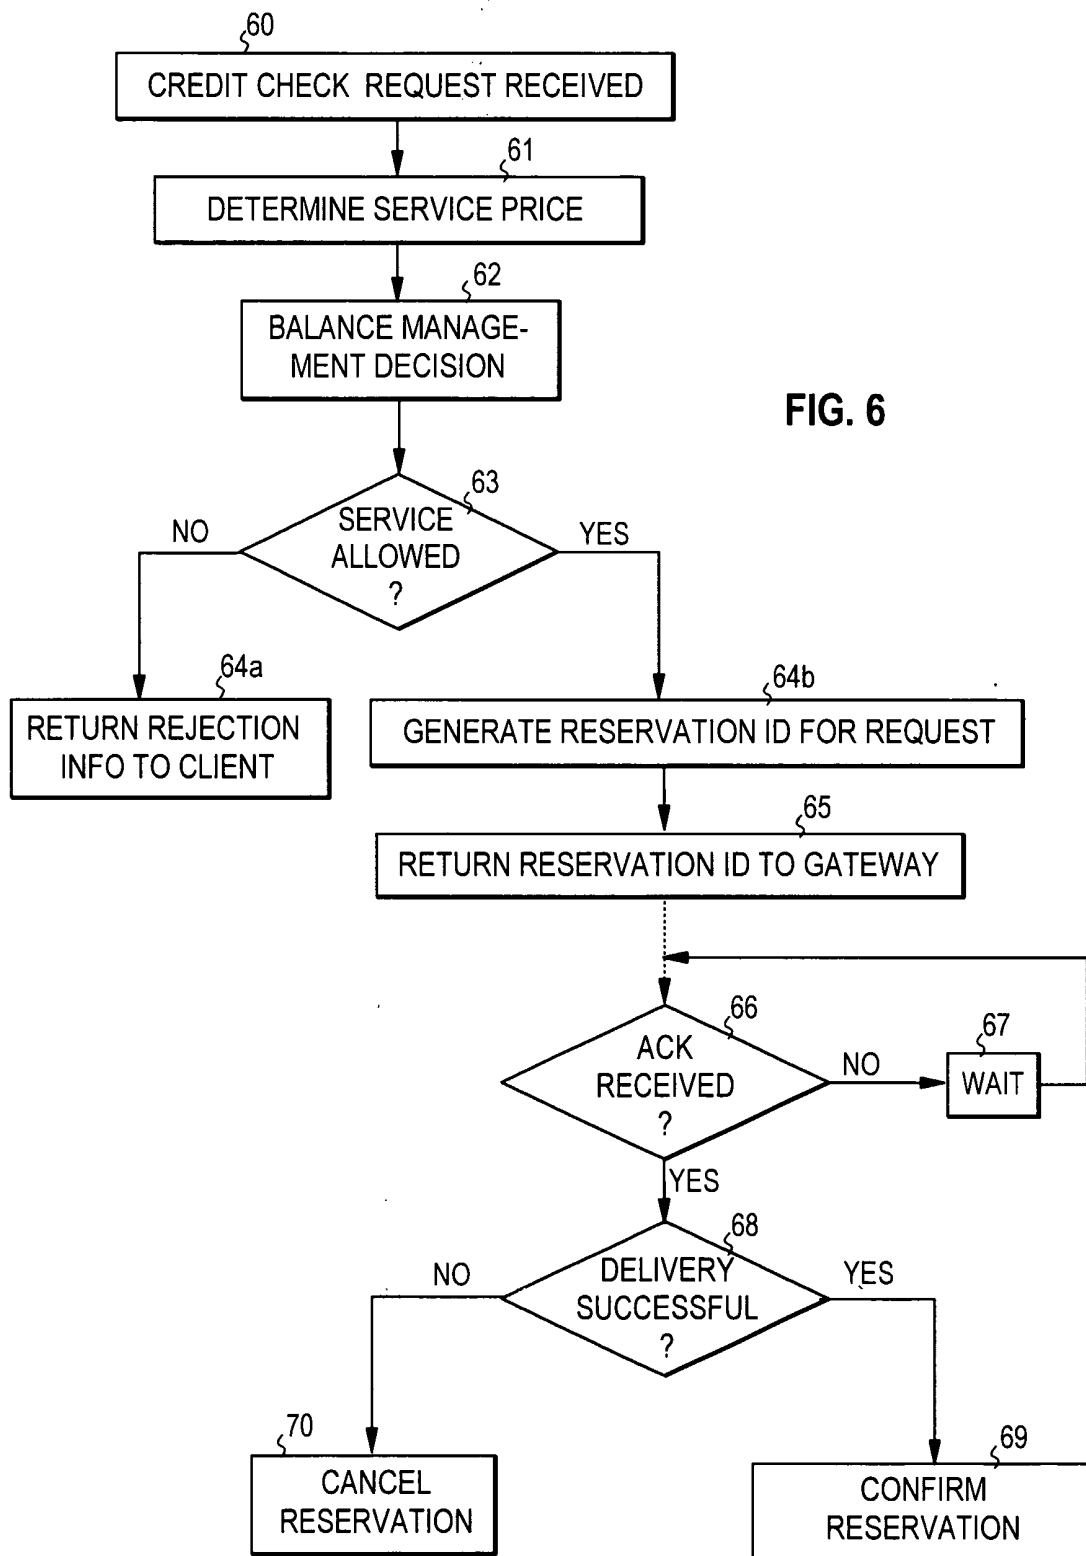 60
CREDIT CHECK REQUEST RECEIVED
61
DETERMINE SERVICE PRICE
62
BALANCE MANAGE-
MENT DECISION
FIG. 6
63
SERVICE
ALLOWED
?
NO
YES
64a
RETURN REJECTION
INFO TO CLIENT
64b
GENERATE RESERVATION ID FOR REQUEST
65
RETURN RESERVATION ID TO GATEWAY
66
ACK
RECEIVED
?
NO
67
WAIT
YES
68
DELIVERY
SUCCESSFUL
?
NO
YES
70
CANCEL
RESERVATION
69
CONFIRM
RESERVATION